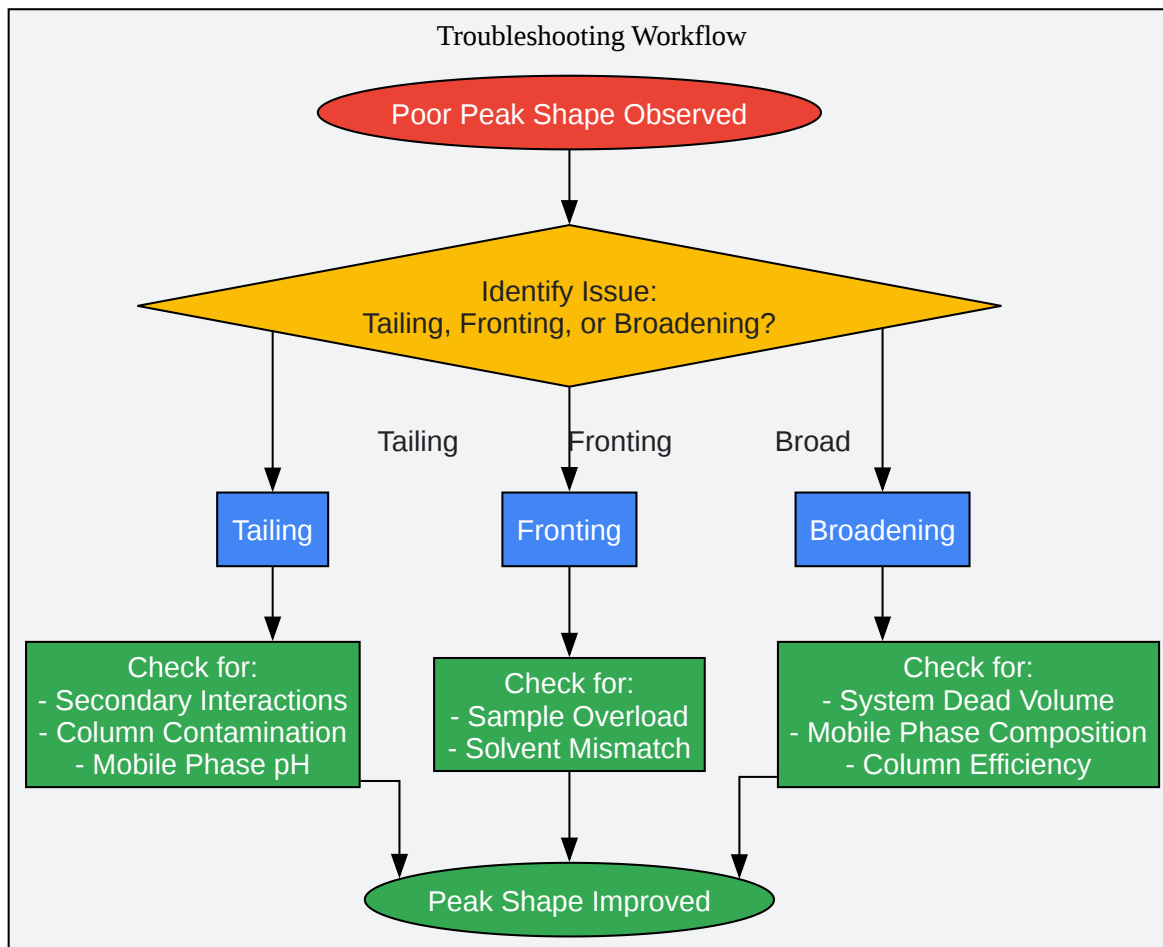 Troubleshooting Workflow
Poor Peak Shape Observed
Identify Issue:
Tailing, Fronting, or Broadening?
Tailing
Fronting
Broad
Tailing
Fronting
Broadening
Check for:
- Secondary Interactions
- Column Contamination
- Mobile Phase pH
Check for:
- Sample Overload
- Solvent Mismatch
Check for:
- System Dead Volume
- Mobile Phase Composition
- Column Efficiency
Peak Shape Improved